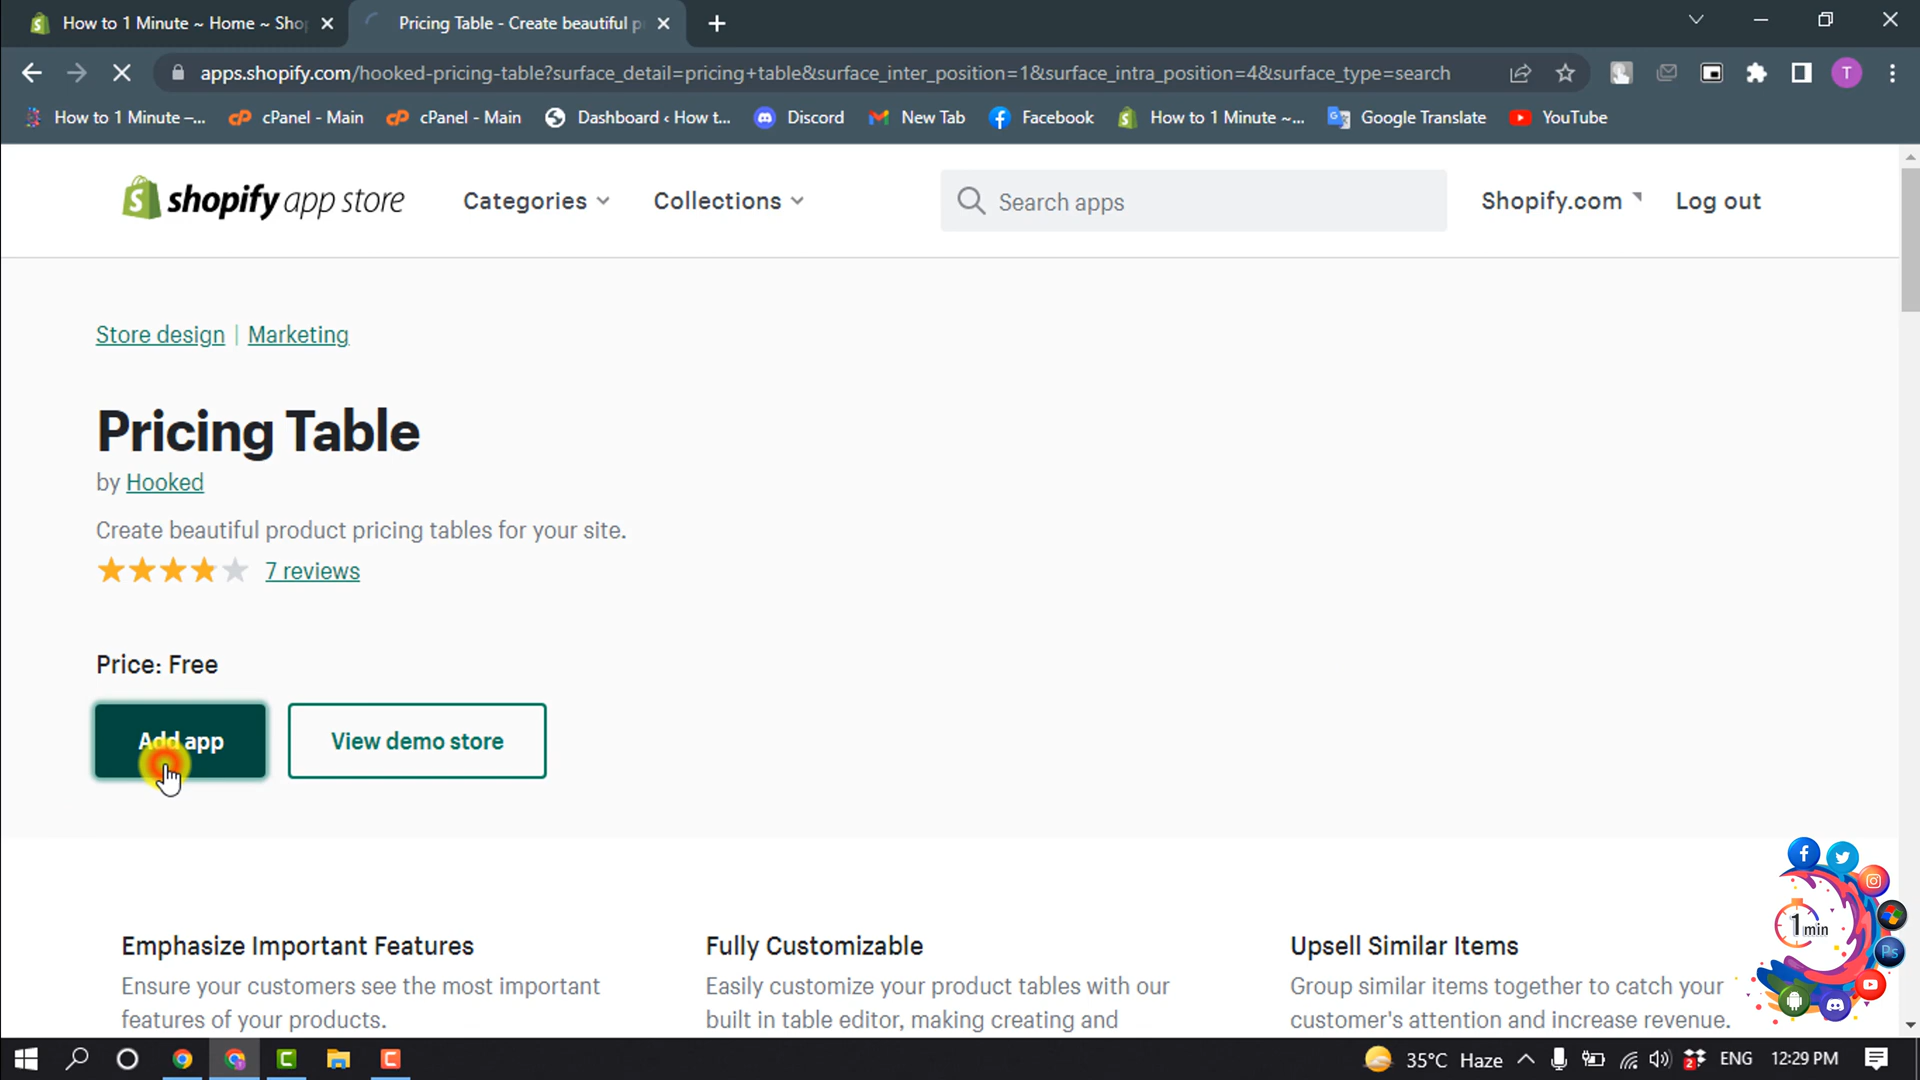 How to 1 Minute ~ Home ~ Sho
Pricing Table - Create beautiful p
apps.shopify.com/hooked-pricing-table?surface_detail=pricing+table&surface_inter_position=1&surface_intra_position=4&surface_type=search
T
How to 1 Minute –...
cP cPanel - Main
cP cPanel - Main
Dashboard ‹ How t...
Discord
New Tab
Facebook
How to 1 Minute ~...
Google Translate
YouTube
shopify app store
Categories
Collections
Search apps
Shopify.com
Log out
Store design | Marketing
Pricing Table
by Hooked
Create beautiful product pricing tables for your site.
7 reviews
Price: Free
Add app
View demo store
Emphasize Important Features
Ensure your customers see the most important
features of your products.
Fully Customizable
Easily customize your product tables with our
built in table editor, making creating and
Upsell Similar Items
Group similar items together to catch your
customer's attention and increase revenue.
1 min
Ps
35°C Haze
2
ENG
12:29 PM